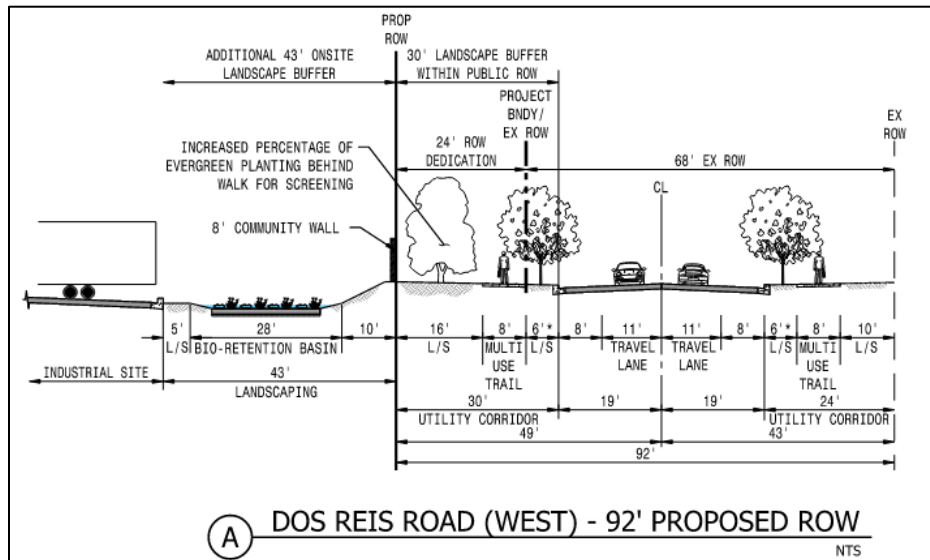 PROP
ROW
ADDITIONAL 43' ONSITE
LANDSCAPE BUFFER
30' LANDSCAPE BUFFER
WITHIN PUBLIC ROW
PROJECT
BNDY/
EX ROW
EX
ROW
24' ROW
DEDICATION
68' EX ROW
INCREASED PERCENTAGE OF
EVERGREEN PLANTING BEHIND
WALK FOR SCREENING
CL
8' COMMUNITY WALL
5'
L/S
28'
BIO-RETENTION BASIN
10'
16'
L/S
8'
MULTI
USE
TRAIL
6'*
L/S
8'
11'
TRAVEL
LANE
11'
TRAVEL
LANE
8'
6'*
L/S
8'
MULTI
USE
TRAIL
10'
L/S
INDUSTRIAL SITE
43'
LANDSCAPING
30'
UTILITY CORRIDOR
19'
19'
24'
UTILITY CORRIDOR
49'
43'
92'
A
DOS REIS ROAD (WEST) - 92' PROPOSED ROW
NTS